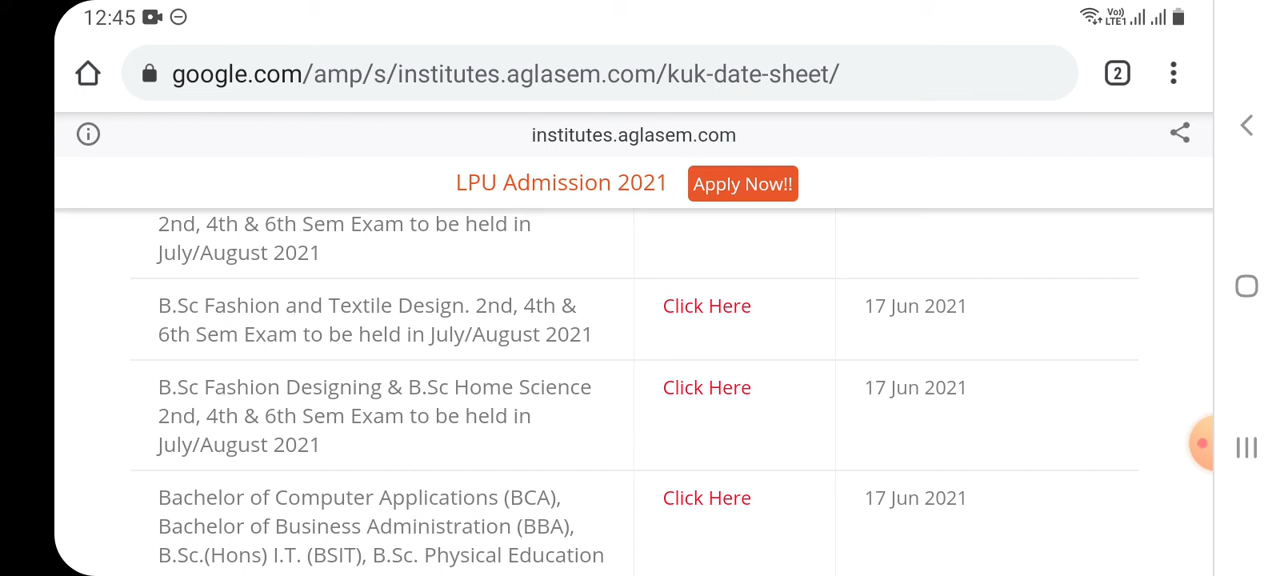 12:45
Vo)) LTE1
google.com/amp/s/institutes.aglasem.com/kuk-date-sheet/
2
institutes.aglasem.com
LPU Admission 2021 Apply Now!!
2nd, 4th & 6th Sem Exam to be held in
July/August 2021
B.Sc Fashion and Textile Design. 2nd, 4th & Click Here 17 Jun 2021
6th Sem Exam to be held in July/August 2021
B.Sc Fashion Designing & B.Sc Home Science Click Here 17 Jun 2021
2nd, 4th & 6th Sem Exam to be held in
July/August 2021
Bachelor of Computer Applications (BCA), Click Here 17 Jun 2021
Bachelor of Business Administration (BBA),
B.Sc.(Hons) I.T. (BSIT), B.Sc. Physical Education